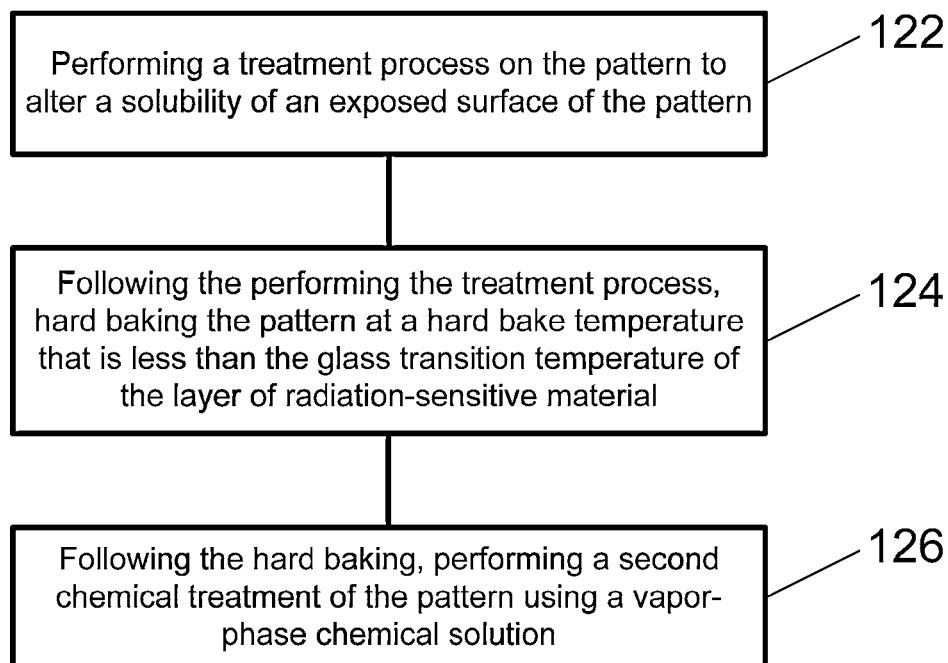 122
Performing a treatment process on the pattern to
alter a solubility of an exposed surface of the pattern
124
Following the performing the treatment process,
hard baking the pattern at a hard bake temperature
that is less than the glass transition temperature of
the layer of radiation-sensitive material
126
Following the hard baking, performing a second
chemical treatment of the pattern using a vapor-
phase chemical solution